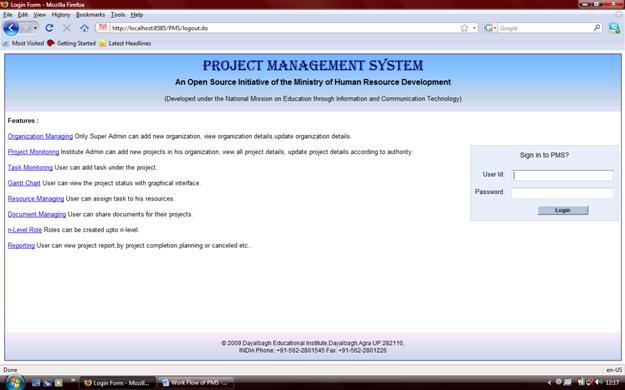 Login Form - Mozilla Firefox
File Edit View History Bookmarks Tools Help
http://localhost:8585/PMS/logout.do
Google
Most Visited Getting Started Latest Headlines
PROJECT MANAGEMENT SYSTEM
An Open Source Initiative of the Ministry of Human Resource Development
(Developed under the National Mission on Education through Information and Communication Technology)
Features :
Organization Managing Only Super Admin can add new organization, view organization details,update organization details.
Project Monitoring Institute Admin can add new projects in his organization, view all project details, update project details according to authority.
Task Monitoring User can add task under the project.
Gantt Chart User can view the project status with graphical interface.
Resource Managing User can assign task to his resources.
Document Managing User can share documents for their projects.
n-Level Role Roles can be created upto n-level.
Reporting User can view project report,by project completion,planning or canceled etc..
Sign in to PMS?
User Id:
Password:
Login
© 2009 Dayalbagh Educational Institute,Dayalbagh,Agra UP 282110,
INDIA Phone: +91-562-2801545 Fax: +91-562-2801226
Done
en-US
Login Form - Mozill...
Work Flow of PMS -...
12:17